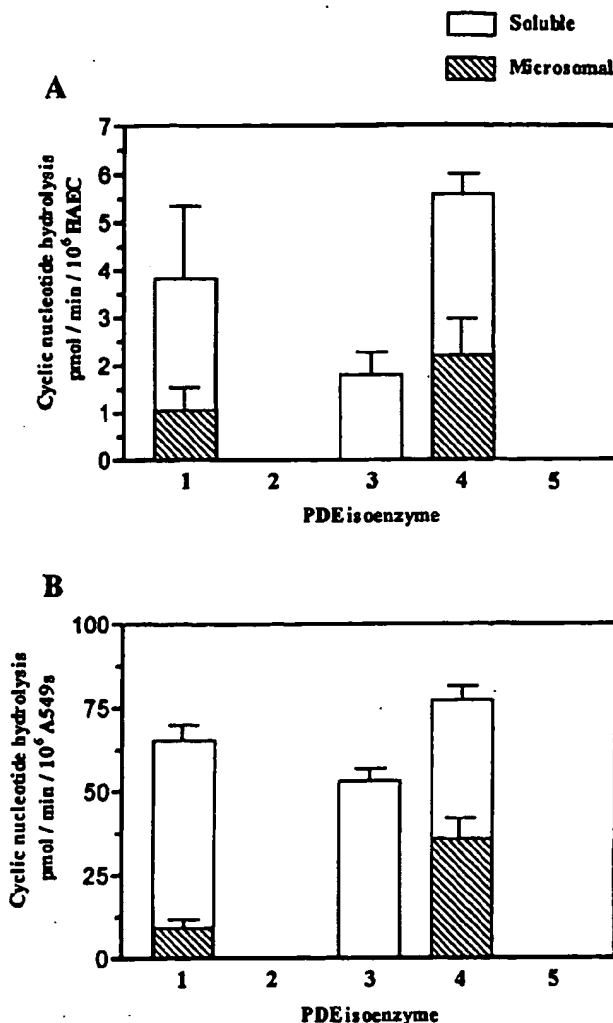 Soluble
Microsomal
A
7
6
5
4
3
2
1
0
Cyclic nucleotide hydrolysis
pmol / min / 10⁶ HAEC
1 2 3 4 5
PDE isoenzyme
B
100
75
50
25
0
Cyclic nucleotide hydrolysis
pmol / min / 10⁶ A549s
1 2 3 4 5
PDE isoenzyme